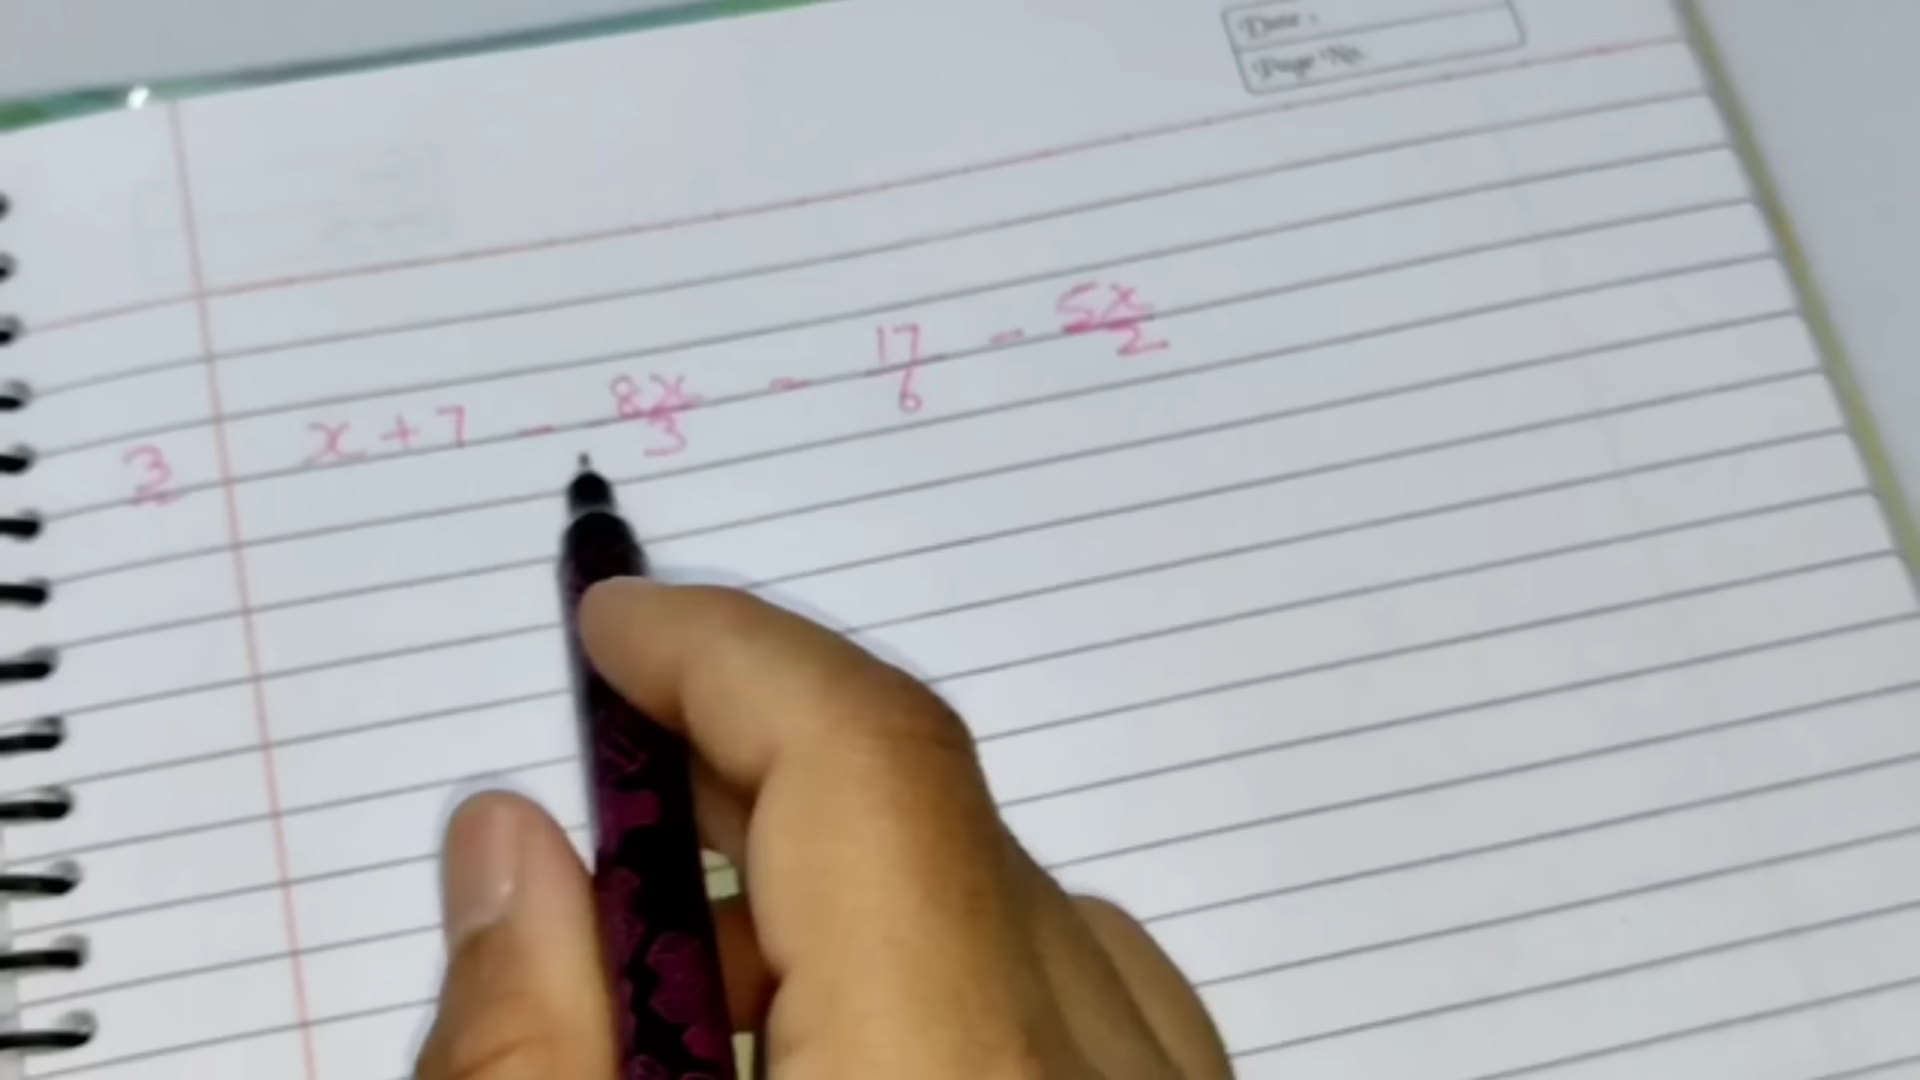 Date :
Page No.
3 x + 7 - 8x/3 - 17/6 - 5x/2